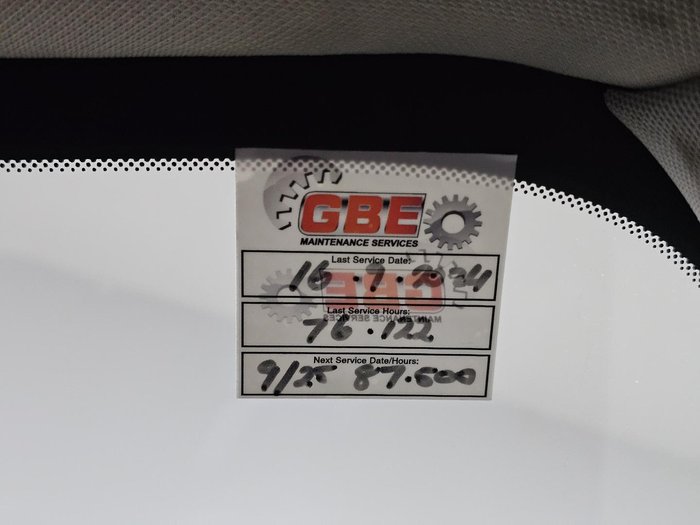 GBE
MAINTENANCE SERVICES
Last Service Date:
16.9.2024
Last Service Hours:
76.122
Next Service Date/Hours:
9/25 87.500